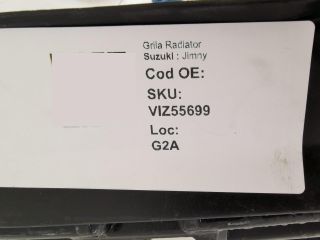 Grila Radiator
Suzuki : Jimny
Cod OE:
SKU:
VIZ55699
Loc:
G2A